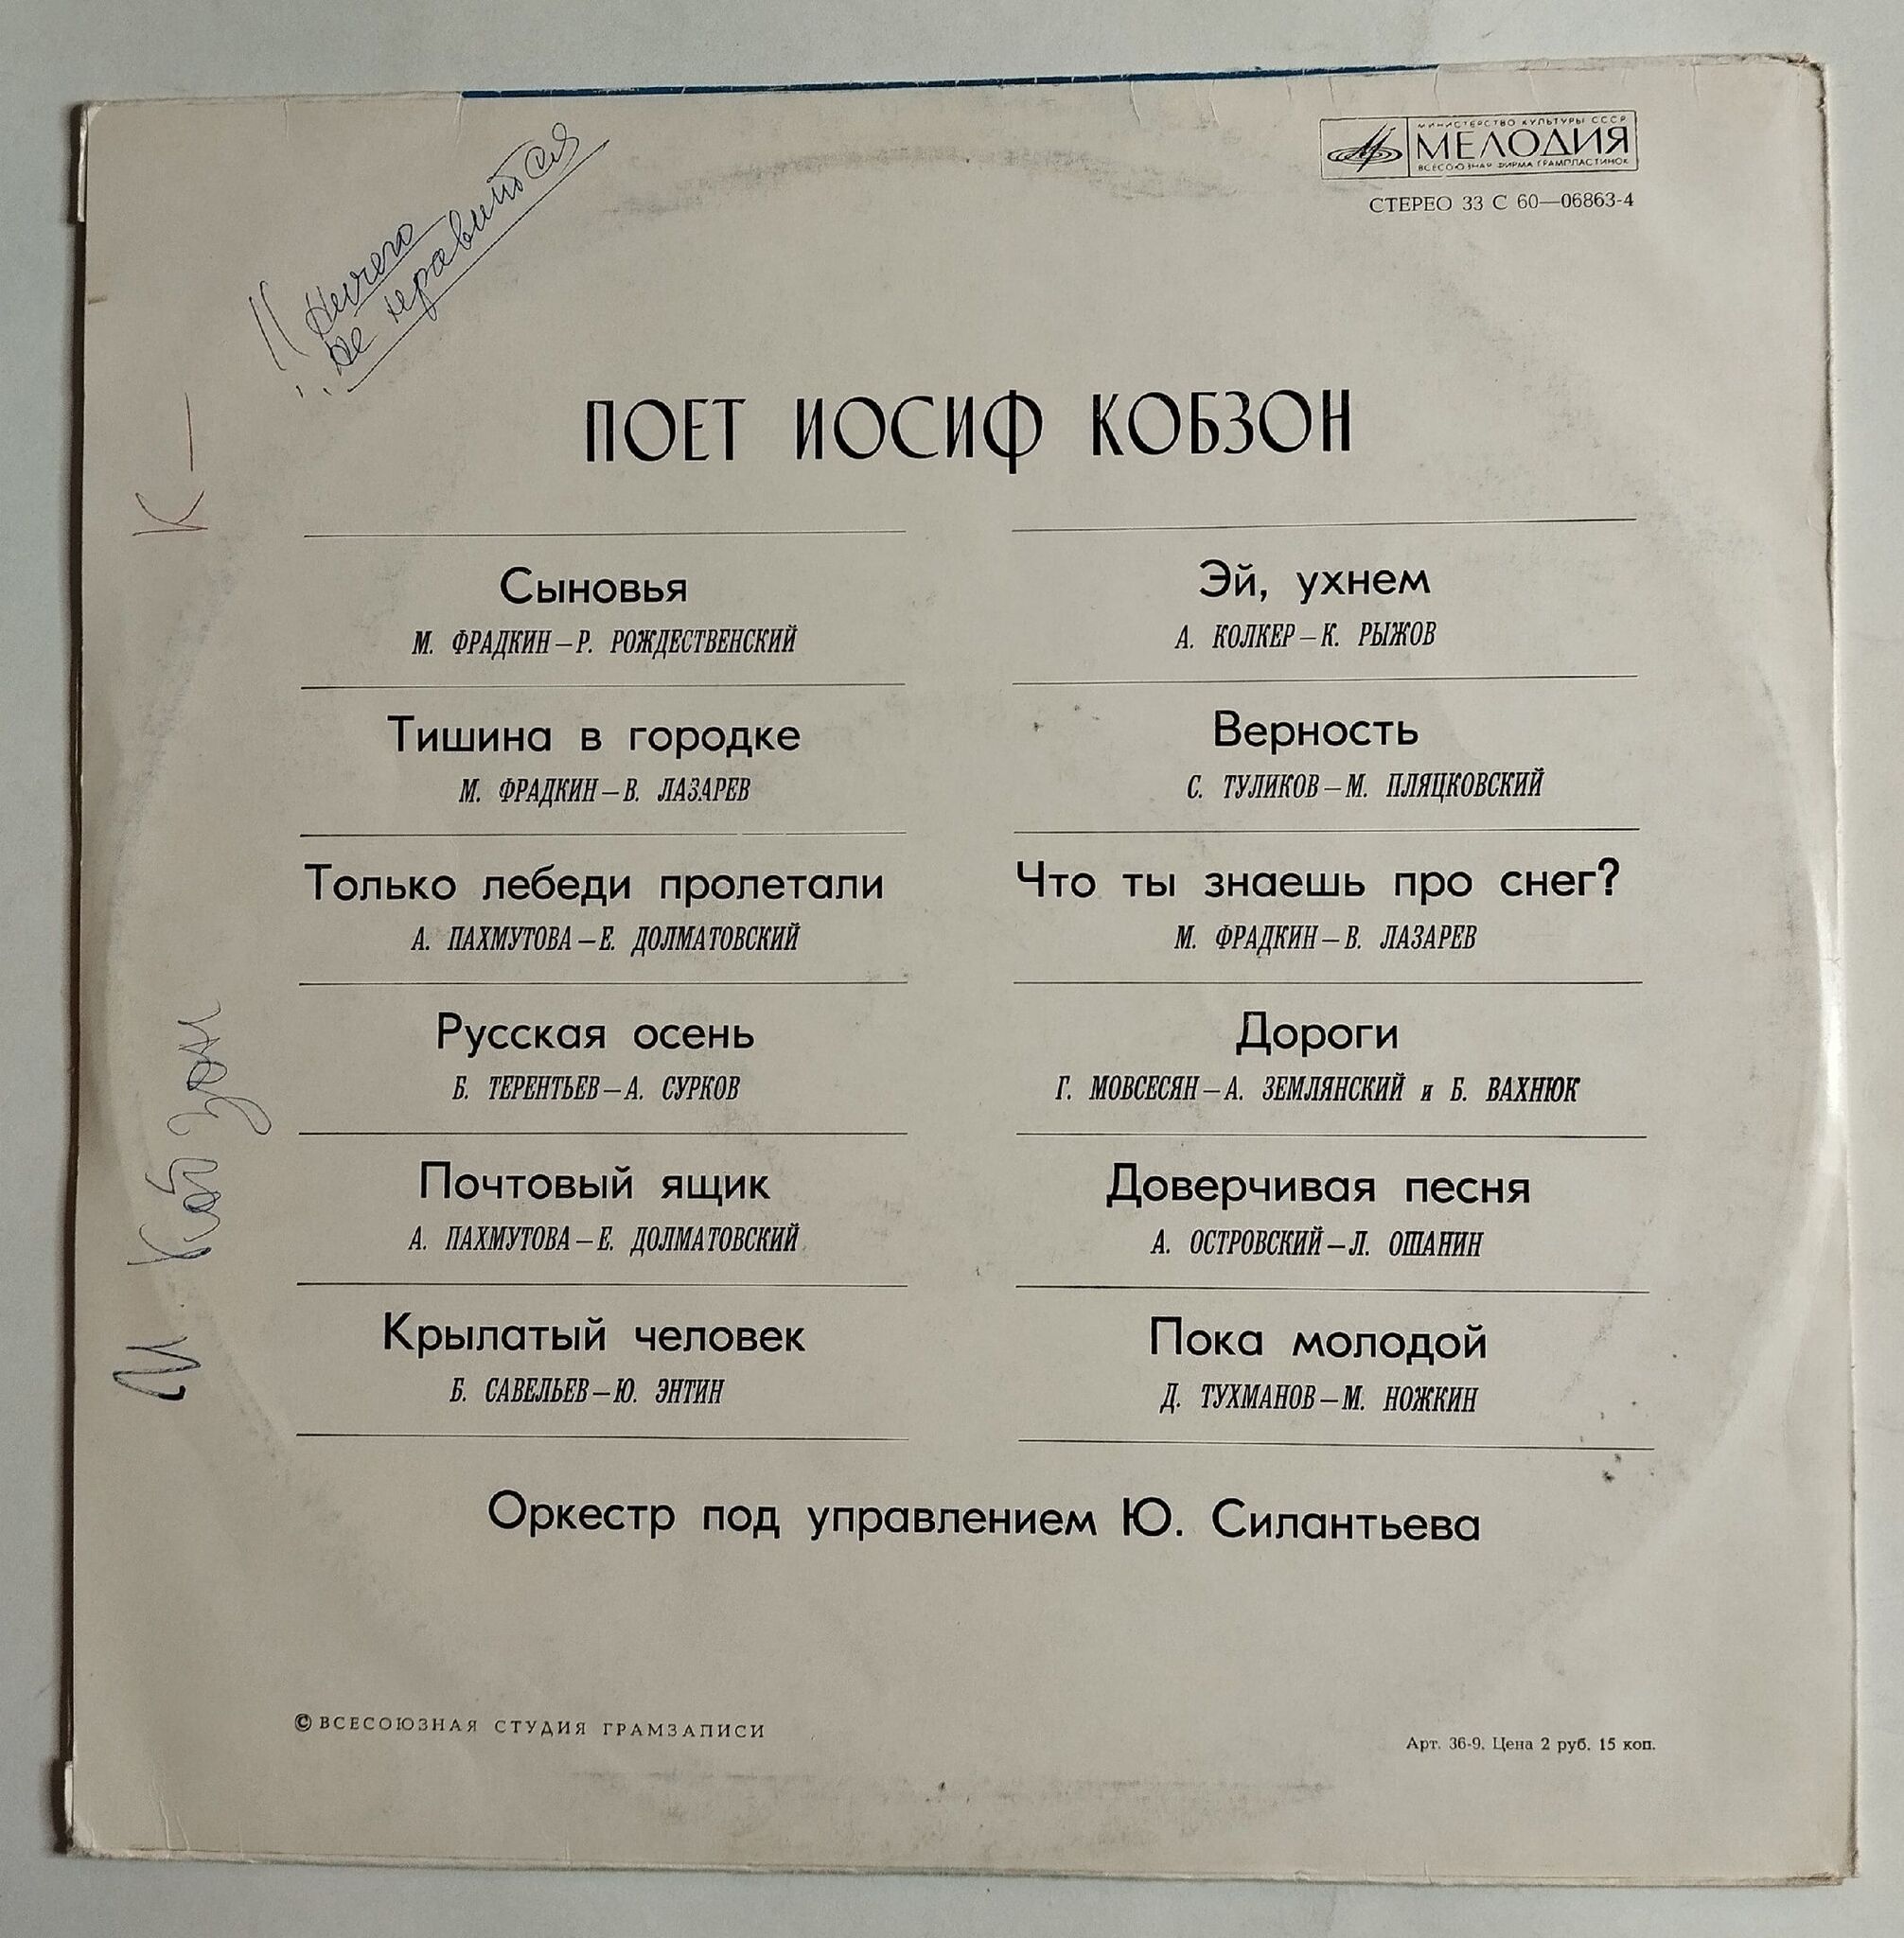 !! Ничего
не нравится
МИНИСТЕРСТВО КУЛЬТУРЫ СССР
МЕЛОДИЯ
ВСЕСОЮЗНАЯ ФИРМА ГРАМПЛАСТИНОК
СТЕРЕО 33 С 60—06863-4
К —
И. Кобзон
ПОЕТ ИОСИФ КОБЗОН
Сыновья
М. ФРАДКИН—Р. РОЖДЕСТВЕНСКИЙ
Тишина в городке
М. ФРАДКИН—В. ЛАЗАРЕВ
Только лебеди пролетали
А. ПАХМУТОВА—Е. ДОЛМАТОВСКИЙ
Русская осень
Б. ТЕРЕНТЬЕВ—А. СУРКОВ
Почтовый ящик
А. ПАХМУТОВА—Е. ДОЛМАТОВСКИЙ
Крылатый человек
Б. САВЕЛЬЕВ—Ю. ЭНТИН
Эй, ухнем
А. КОЛКЕР—К. РЫЖОВ
Верность
С. ТУЛИКОВ—М. ПЛЯЦКОВСКИЙ
Что ты знаешь про снег?
М. ФРАДКИН—В. ЛАЗАРЕВ
Дороги
Г. МОВСЕСЯН—А. ЗЕМЛЯНСКИЙ и Б. ВАХНЮК
Доверчивая песня
А. ОСТРОВСКИЙ—Л. ОШАНИН
Пока молодой
Д. ТУХМАНОВ—М. НОЖКИН
Оркестр под управлением Ю. Силантьева
© ВСЕСОЮЗНАЯ СТУДИЯ ГРАМЗАПИСИ
Арт. 36-9. Цена 2 руб. 15 коп.